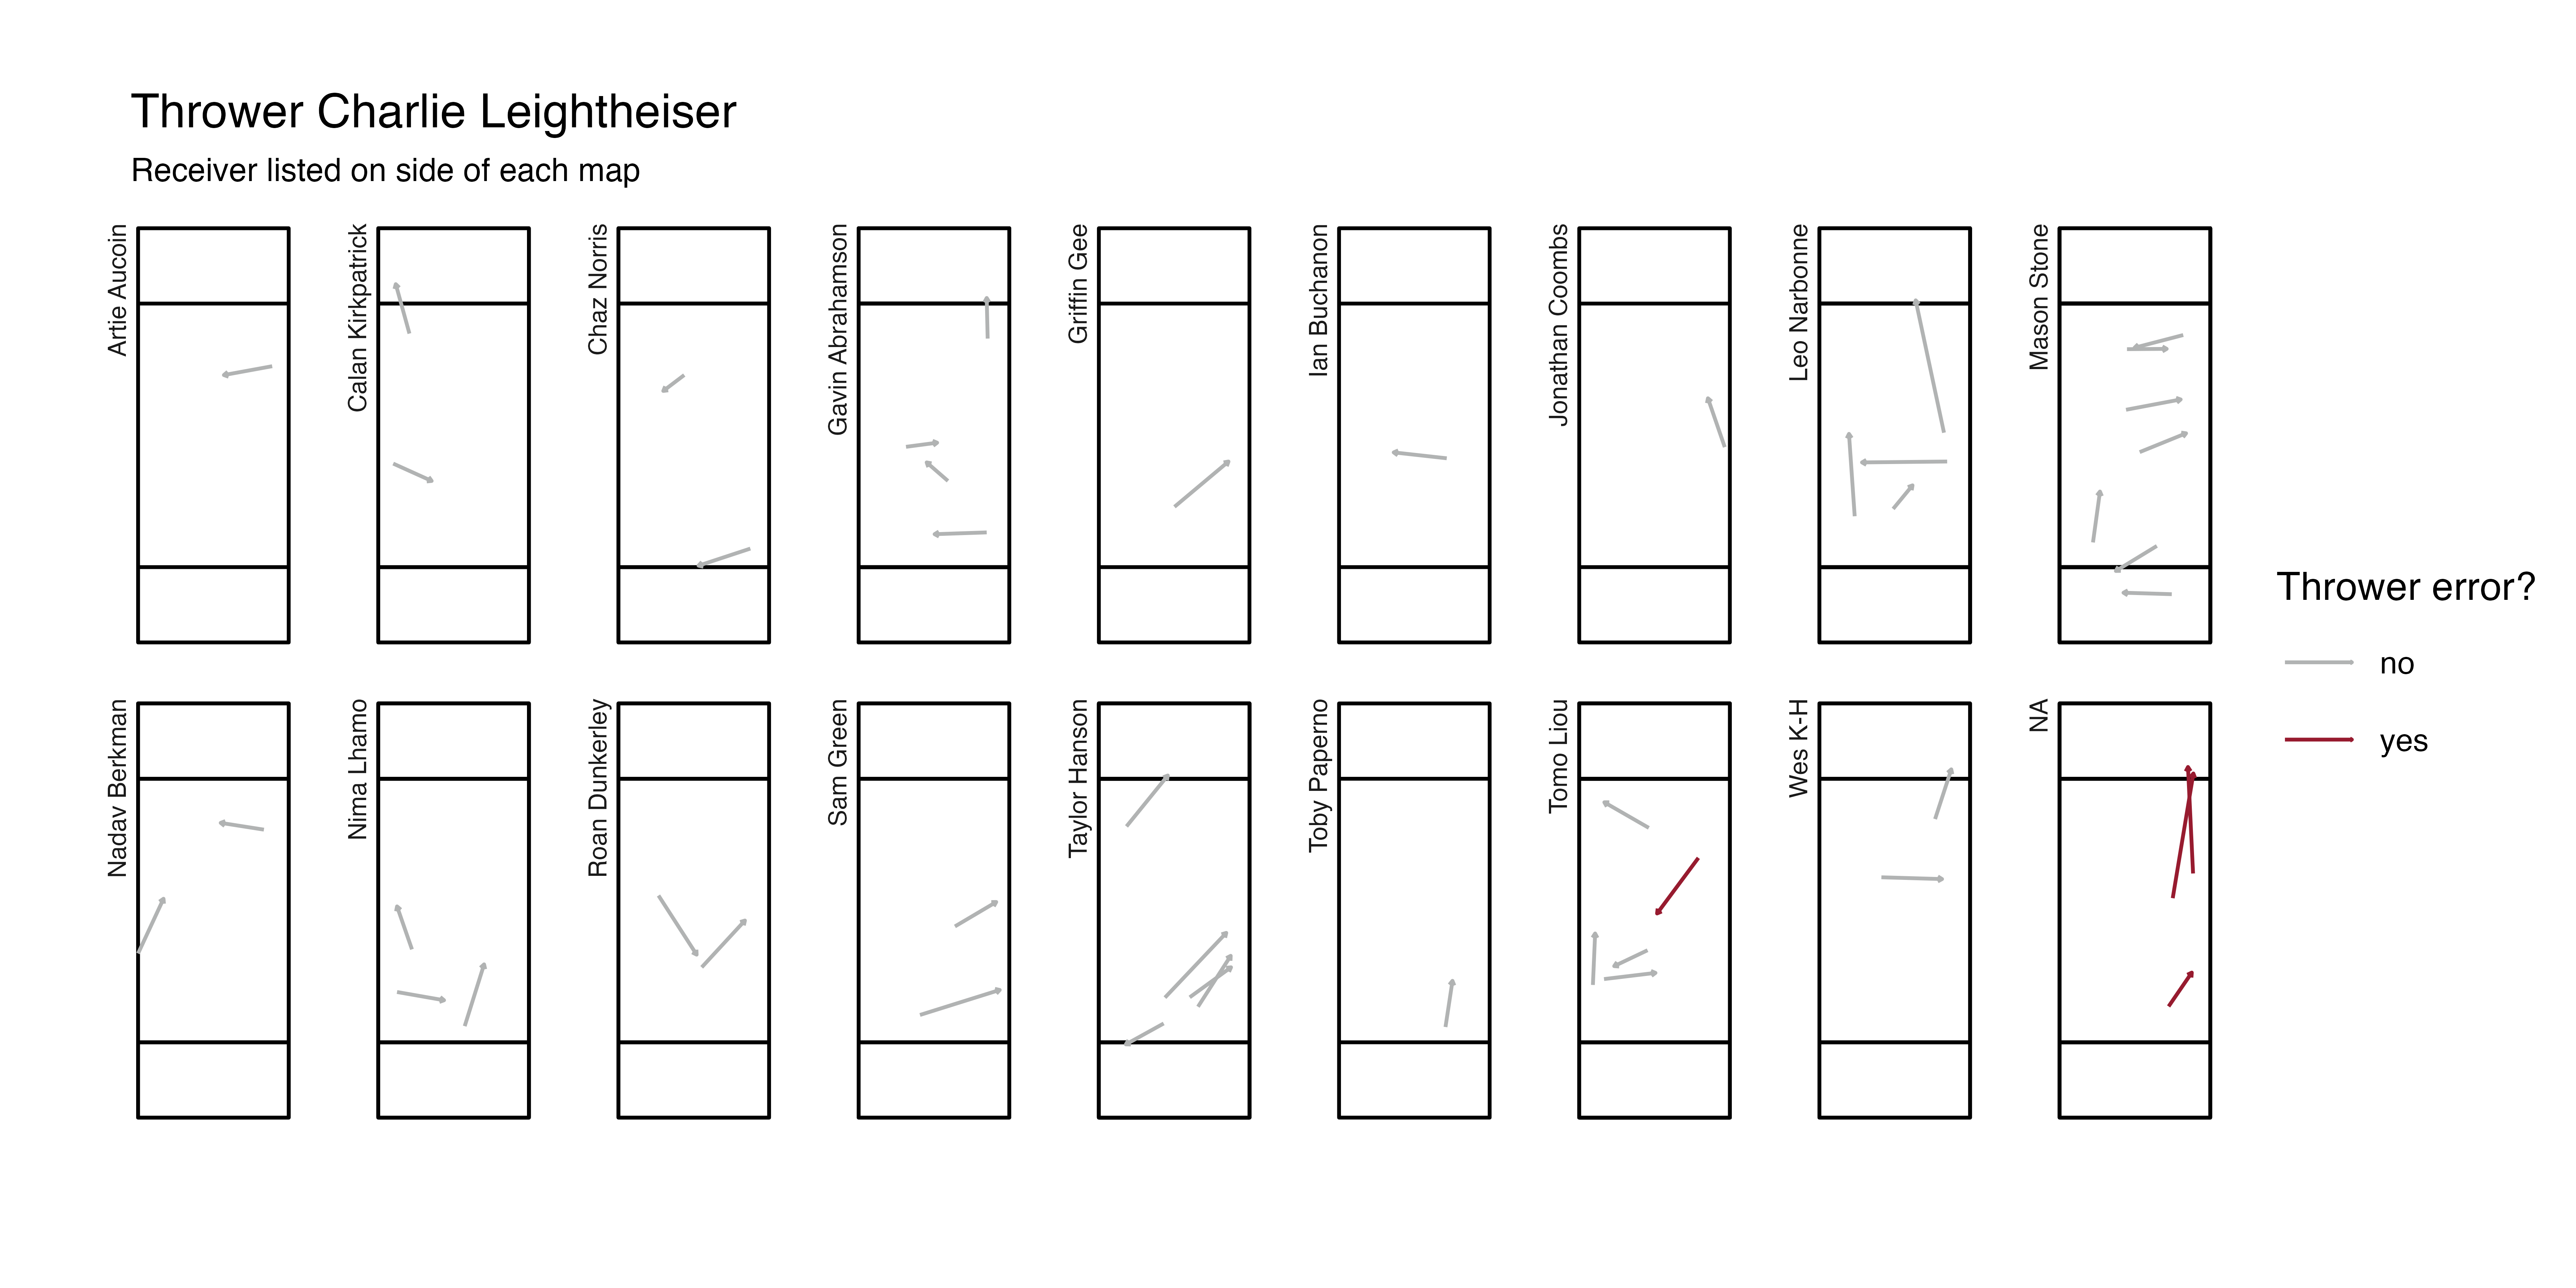 Thrower Charlie Leightheiser
Receiver listed on side of each map
Artie Aucoin
Calan Kirkpatrick
Chaz Norris
Gavin Abrahamson
Griffin Gee
Ian Buchanon
Jonathan Coombs
Leo Narbonne
Mason Stone
Nadav Berkman
Nima Lhamo
Roan Dunkerley
Sam Green
Taylor Hanson
Toby Paperno
Tomo Liou
Wes K-H
NA
Thrower error?
no
yes